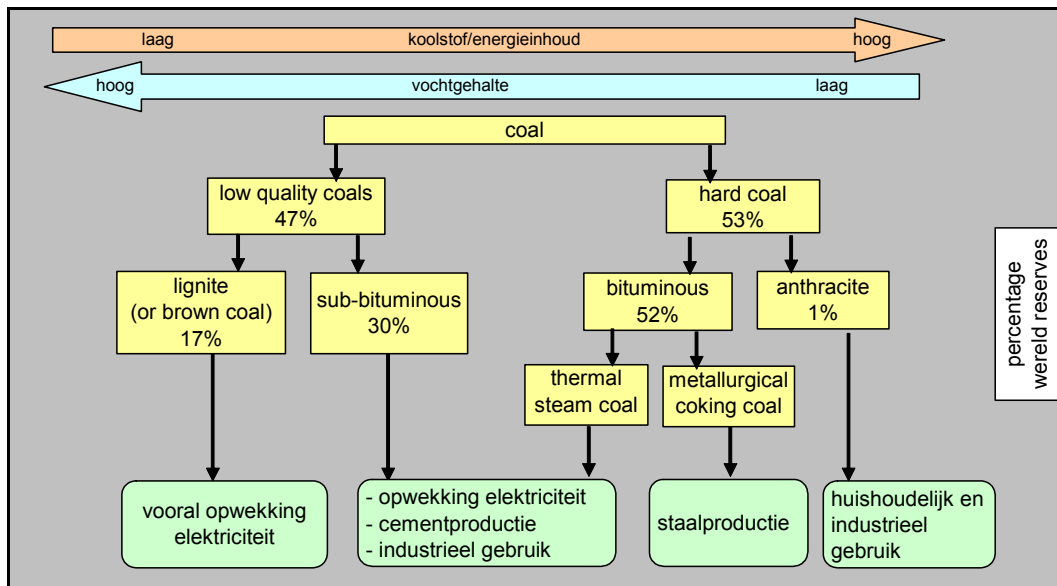 laag koolstof/energieinhoud hoog
hoog vochtgehalte laag
coal
low quality coals
47%
hard coal
53%
lignite
(or brown coal)
17%
sub-bituminous
30%
bituminous
52%
anthracite
1%
percentage
wereld reserves
thermal
steam coal
metallurgical
coking coal
vooral opwekking
elektriciteit
- opwekking elektriciteit
- cementproductie
- industrieel gebruik
staalproductie
huishoudelijk en
industrieel
gebruik